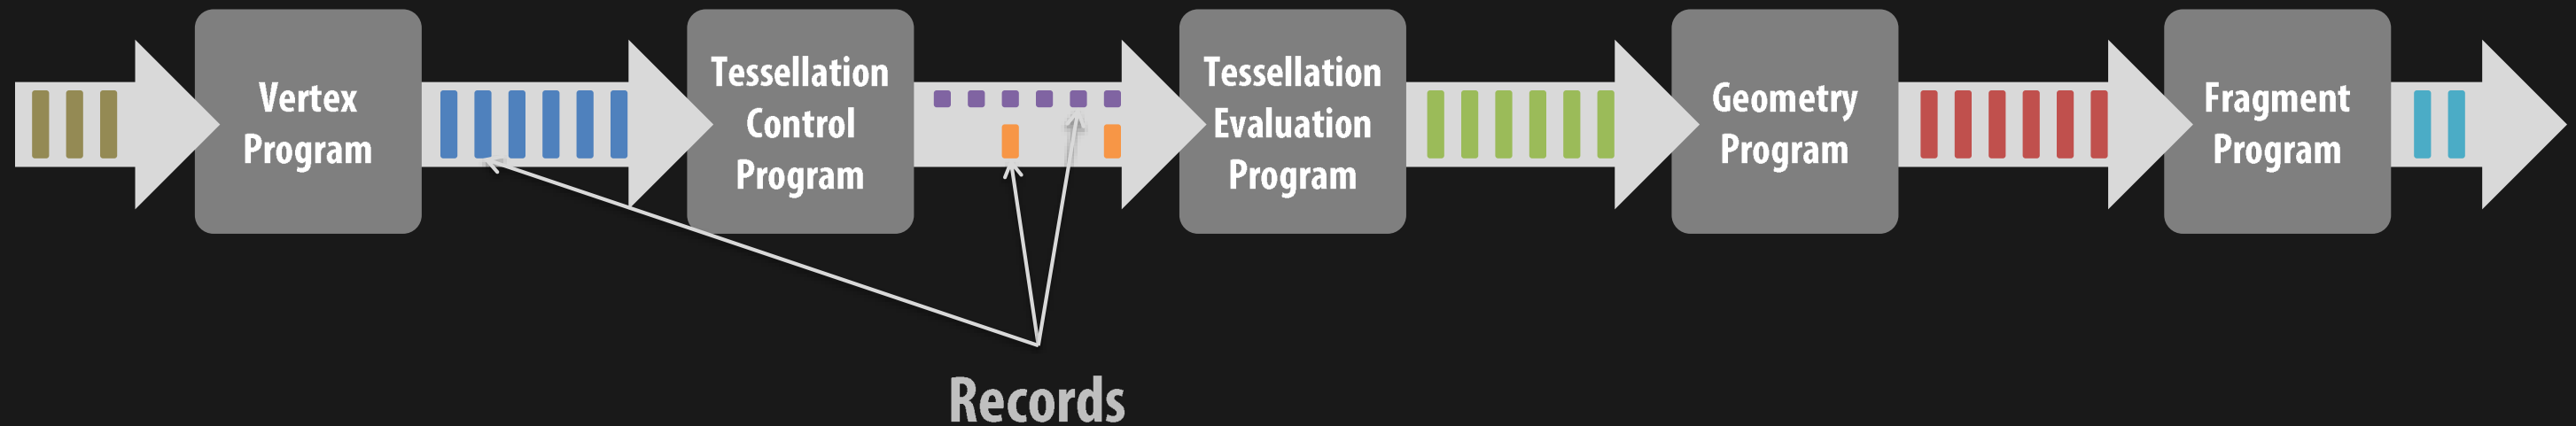 Vertex
Program
Tessellation
Control
Program
Tessellation
Evaluation
Program
Geometry
Program
Fragment
Program
Records